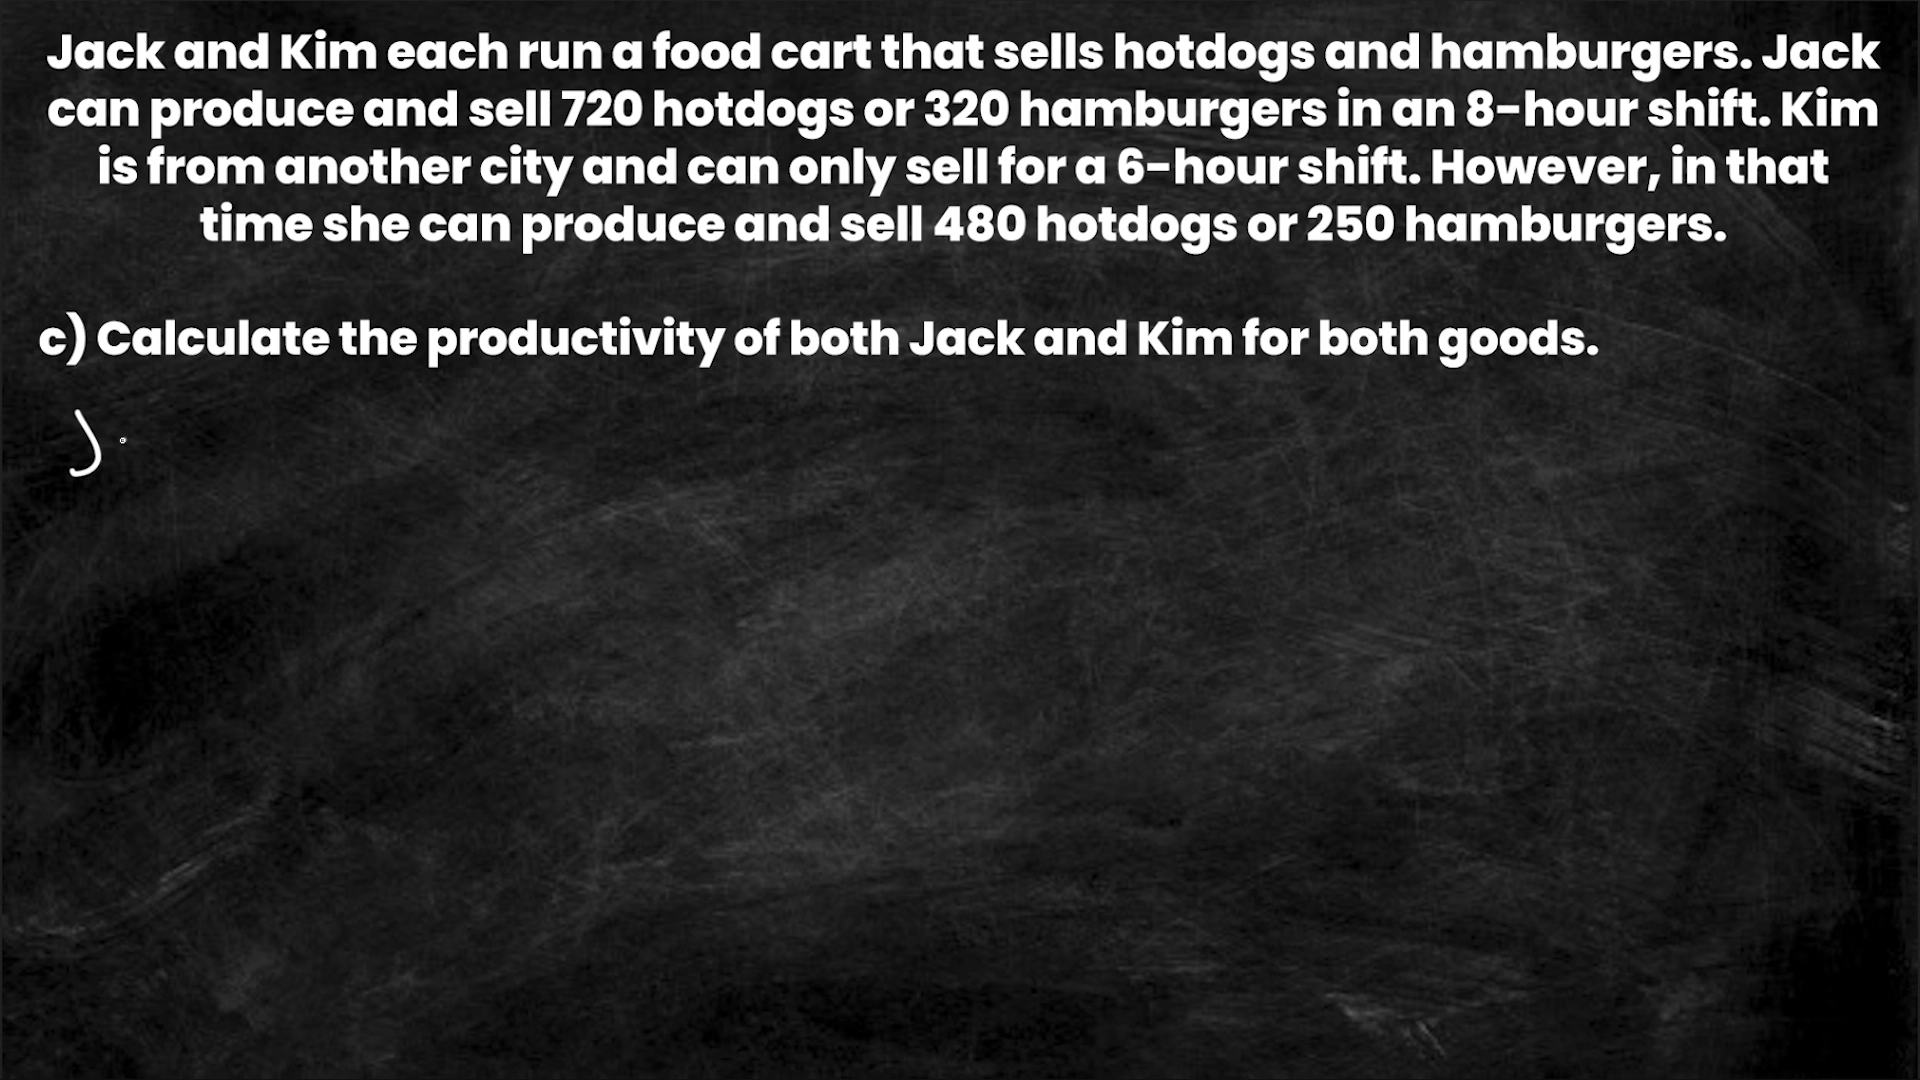 Jack and Kim each run a food cart that sells hotdogs and hamburgers. Jack
can produce and sell 720 hotdogs or 320 hamburgers in an 8-hour shift. Kim
is from another city and can only sell for a 6-hour shift. However, in that
time she can produce and sell 480 hotdogs or 250 hamburgers.
c) Calculate the productivity of both Jack and Kim for both goods.
J